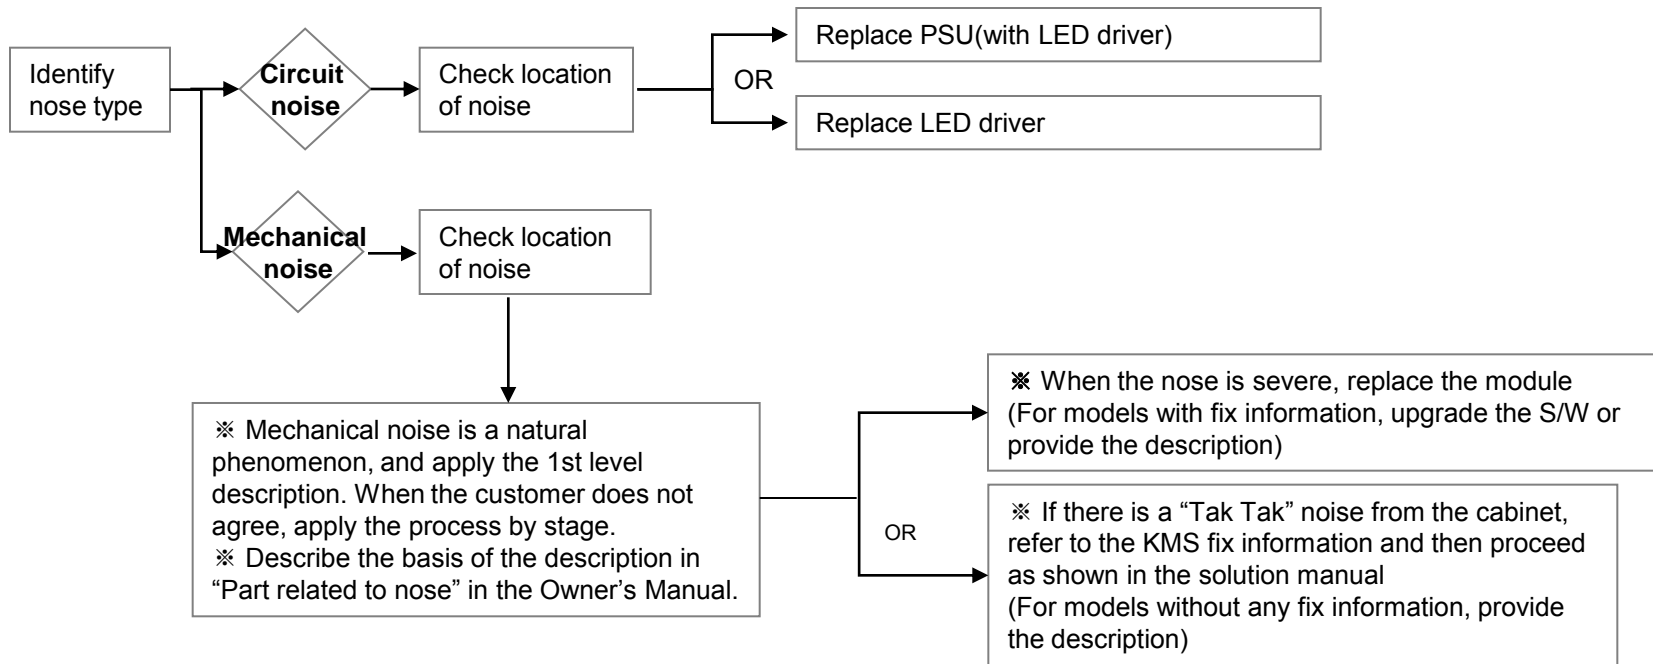 Identify
nose type
Circuit
noise
Check location
of noise
Replace PSU(with LED driver)
OR
Replace LED driver
Mechanical
noise
Check location
of noise
※ Mechanical noise is a natural
phenomenon, and apply the 1st level
description. When the customer does not
agree, apply the process by stage.
※ Describe the basis of the description in
“Part related to nose” in the Owner’s Manual.
※ When the nose is severe, replace the module
(For models with fix information, upgrade the S/W or
provide the description)
OR
※ If there is a “Tak Tak” noise from the cabinet,
refer to the KMS fix information and then proceed
as shown in the solution manual
(For models without any fix information, provide
the description)